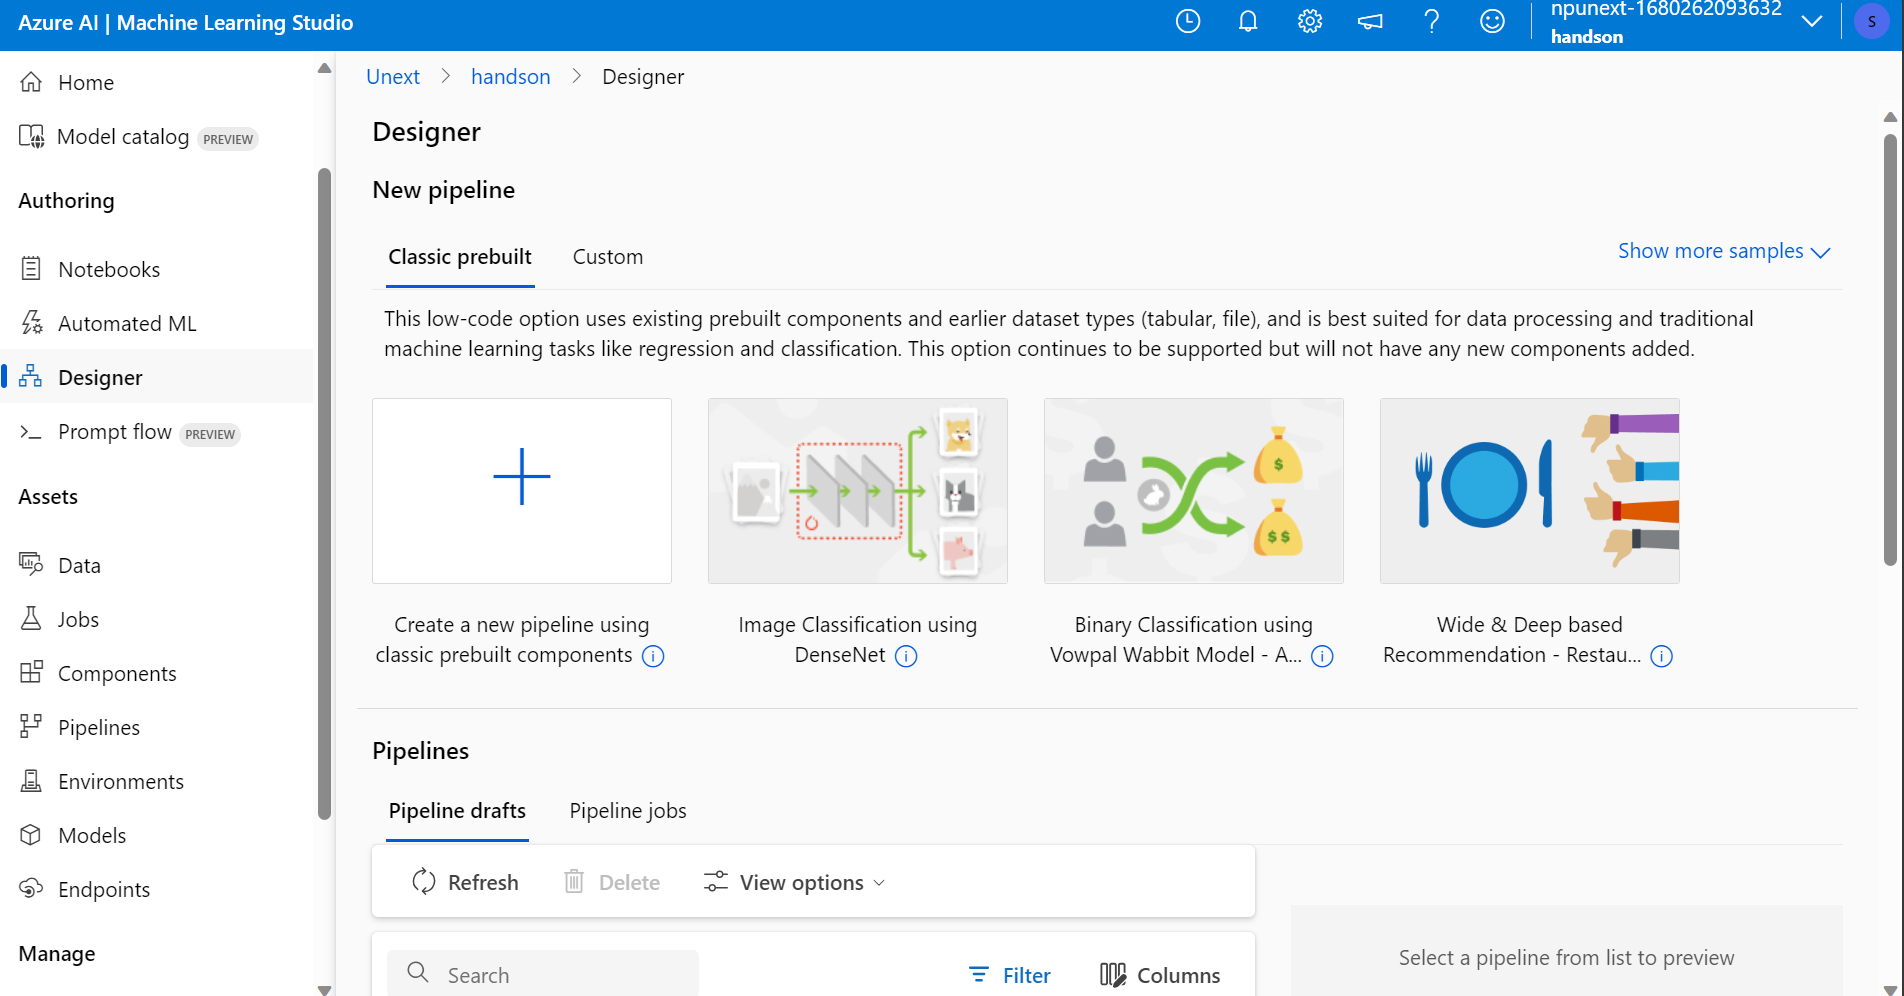 Azure AI | Machine Learning Studio
npunext-1680262093632
handson
S
Home
Model catalog PREVIEW
Authoring
Notebooks
Automated ML
Designer
Prompt flow PREVIEW
Assets
Data
Jobs
Components
Pipelines
Environments
Models
Endpoints
Manage
Unext > handson > Designer
Designer
New pipeline
Classic prebuilt Custom
Show more samples
This low-code option uses existing prebuilt components and earlier dataset types (tabular, file), and is best suited for data processing and traditional
machine learning tasks like regression and classification. This option continues to be supported but will not have any new components added.
$
$$
Create a new pipeline using
classic prebuilt components
Image Classification using
DenseNet
Binary Classification using
Vowpal Wabbit Model - A...
Wide & Deep based
Recommendation - Restau...
Pipelines
Pipeline drafts Pipeline jobs
Refresh Delete View options
Search Filter Columns
Select a pipeline from list to preview